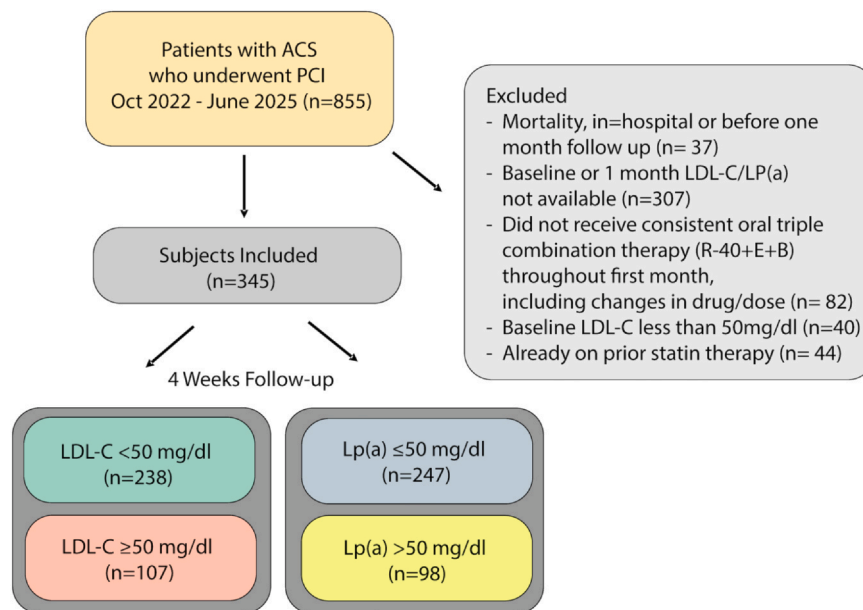 Patients with ACS
who underwent PCI
Oct 2022 - June 2025 (n=855)
Excluded
- Mortality, in=hospital or before one
month follow up (n= 37)
- Baseline or 1 month LDL-C/LP(a)
not available (n=307)
- Did not receive consistent oral triple
combination therapy (R-40+E+B)
throughout first month,
including changes in drug/dose (n= 82)
- Baseline LDL-C less than 50mg/dl (n=40)
- Already on prior statin therapy (n= 44)
Subjects Included
(n=345)
4 Weeks Follow-up
LDL-C <50 mg/dl
(n=238)
LDL-C ≥50 mg/dl
(n=107)
Lp(a) ≤50 mg/dl
(n=247)
Lp(a) >50 mg/dl
(n=98)